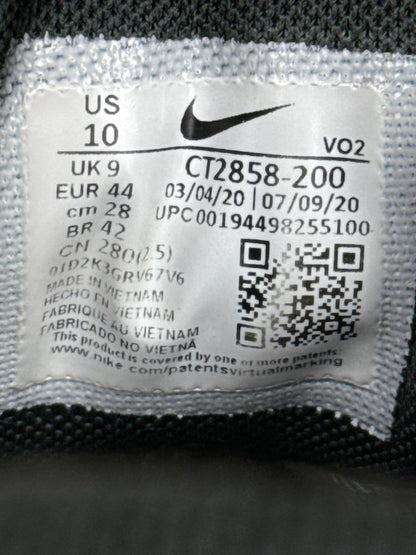 US
10
VO2
UK 9
CT2858-200
EUR 44
03/04/20 | 07/09/20
cm 28
UPC 00194498255100
BR 42
CN 280(2.5)
01D2K3GRV67V6
MADE IN VIETNAM
HECHO EN VIETNAM
FABRIQUE AU VIETNAM
FABRICADO NO VIETNÃ
This product is covered by one or more patents:
www.nike.com/patentsvirtualmarking